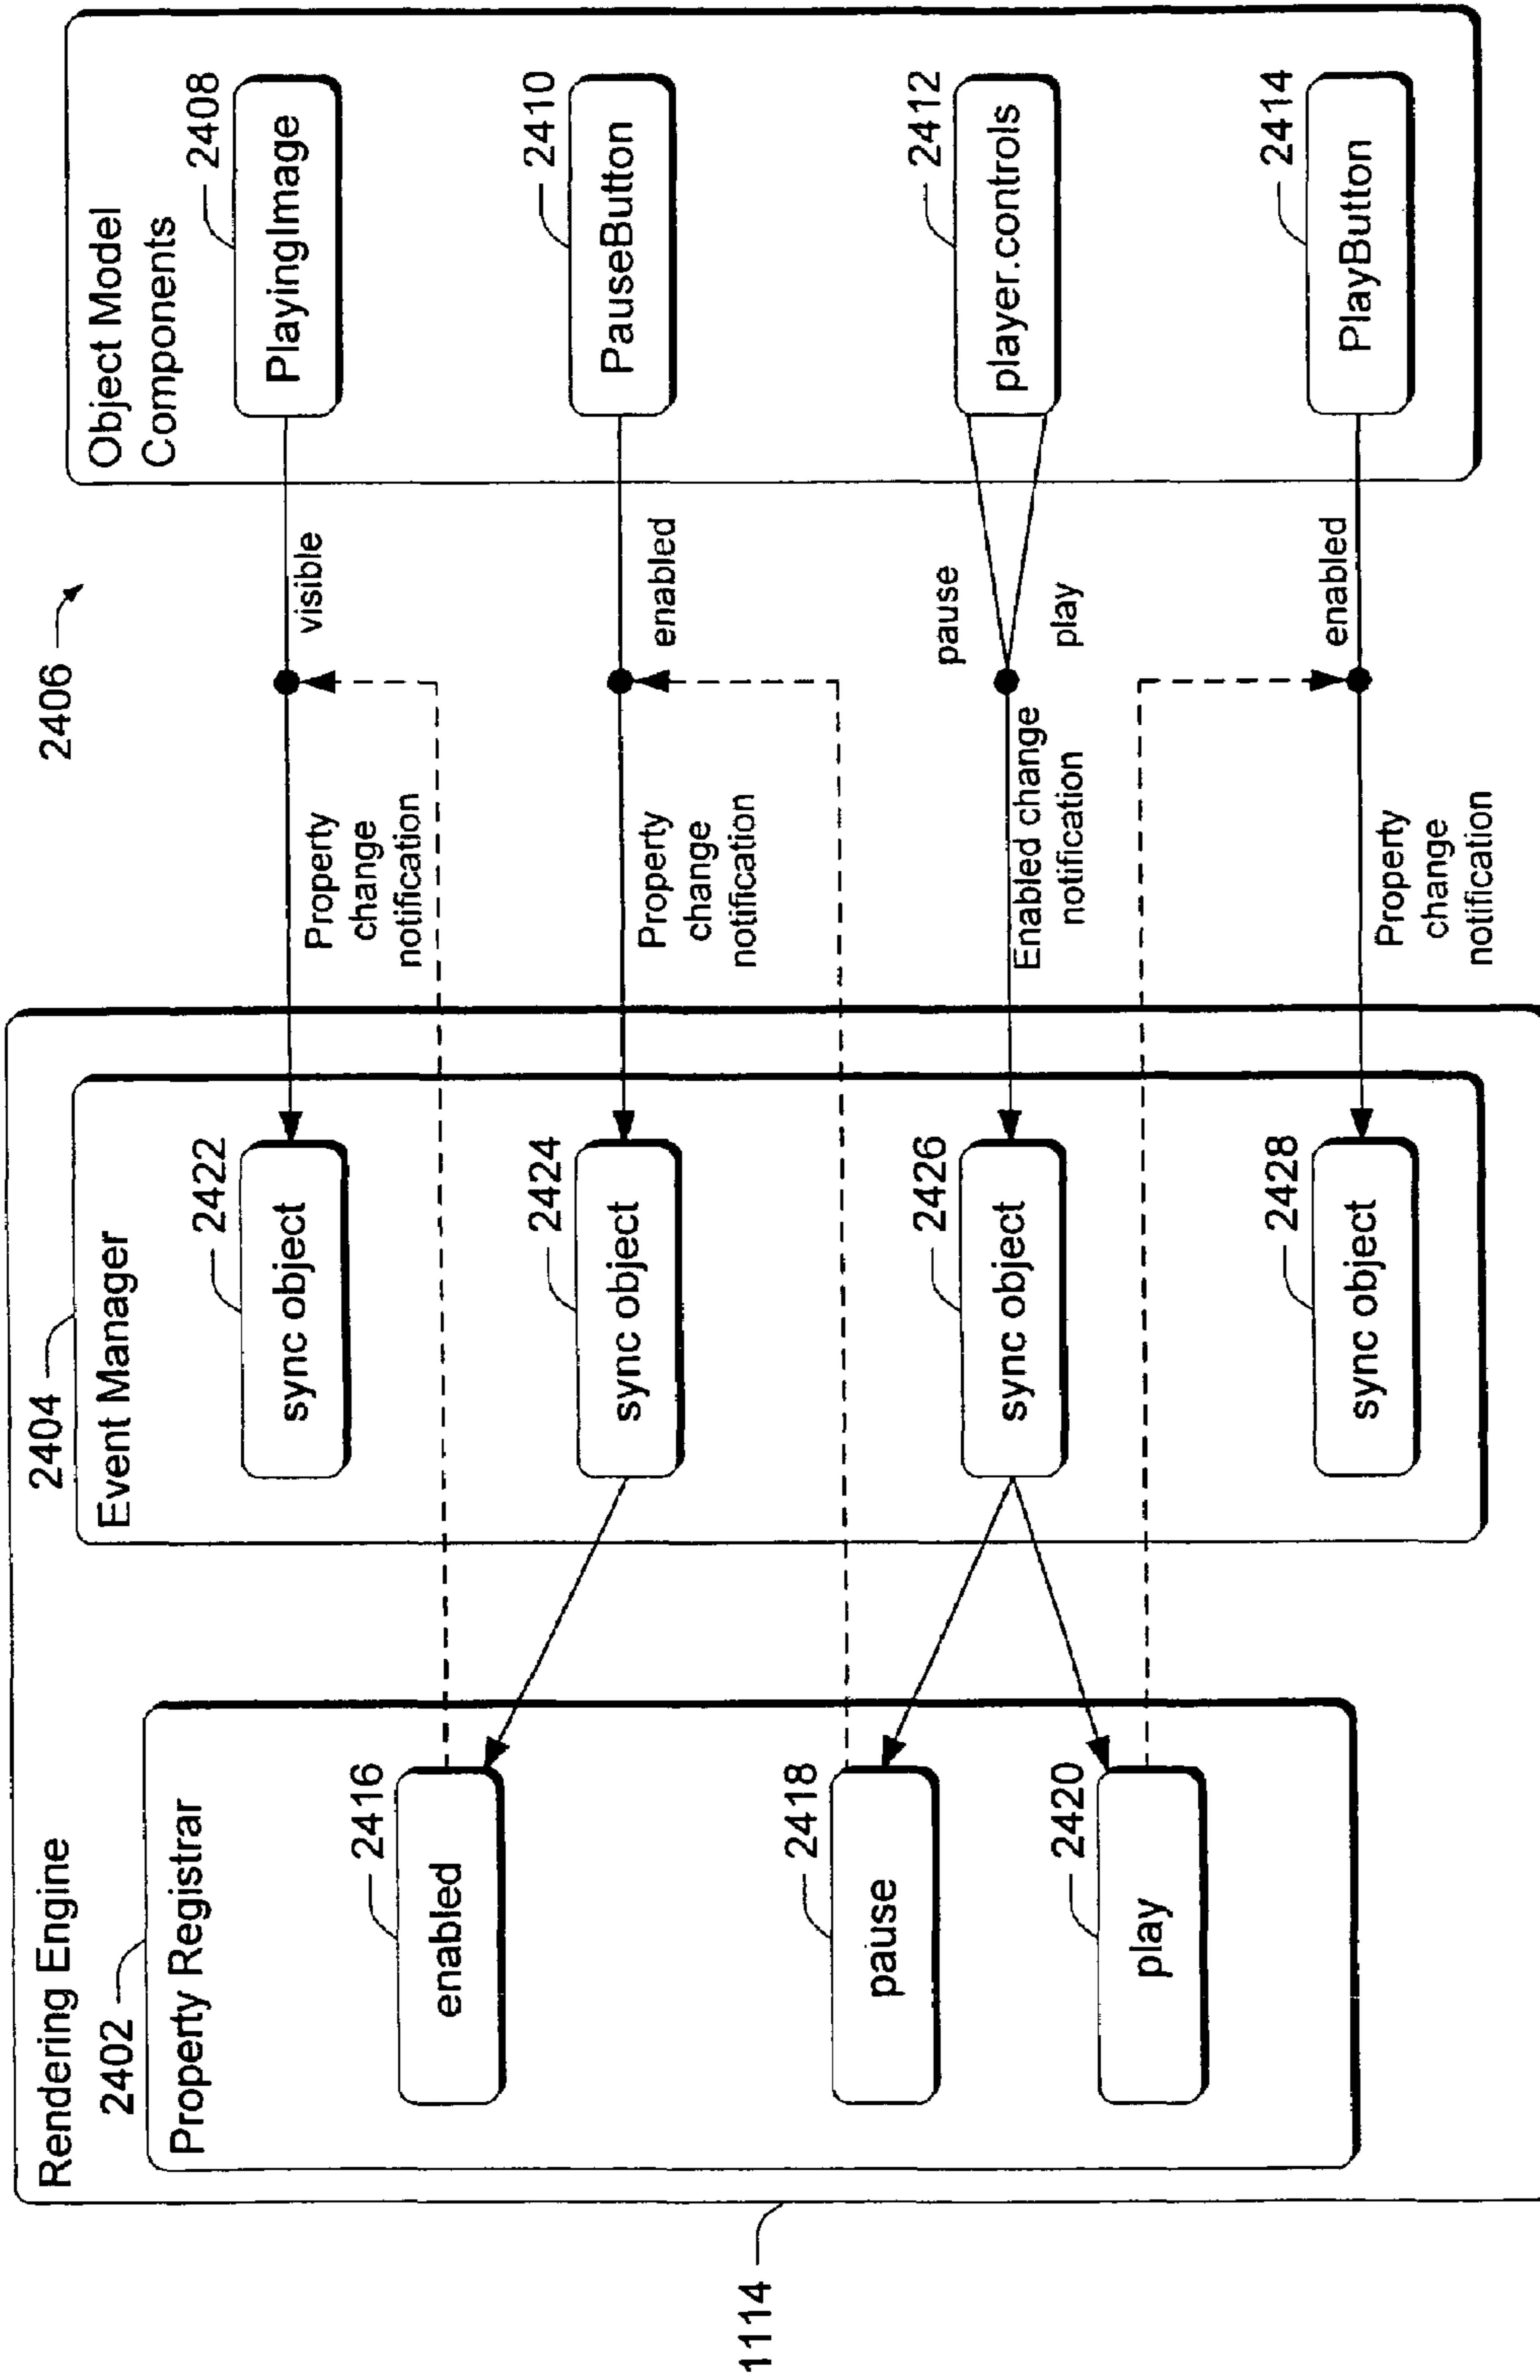 2406
Rendering Engine
2402
Property Registrar
2416
enabled
2418
pause
2420
play
2404
Event Manager
2422
sync object
2424
sync object
2426
sync object
2428
sync object
Property
change
notification
visible
Property
change
notification
enabled
Enabled change
notification
pause
play
Property
change
notification
enabled
Object Model
Components
2408
PlayingImage
2410
PauseButton
2412
player.controls
2414
PlayButton
1114